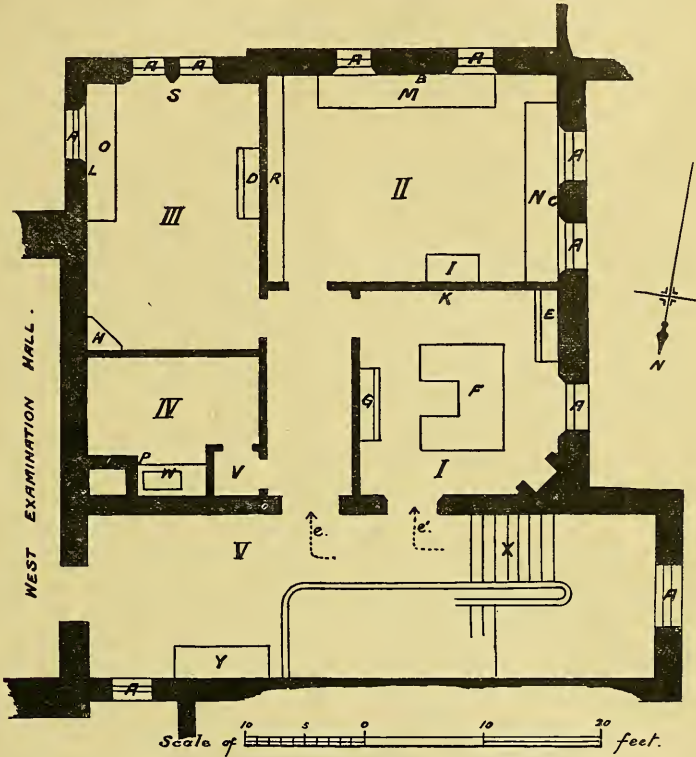 A A A A
B
S M
A
O
L D R II N c A
III
A
I
K
E
H
N
WEST EXAMINATION HALL.
IV G F A
P
W V I
e. e'.
V X
A
Y
A
10 5 0 10 20
Scale of feet.